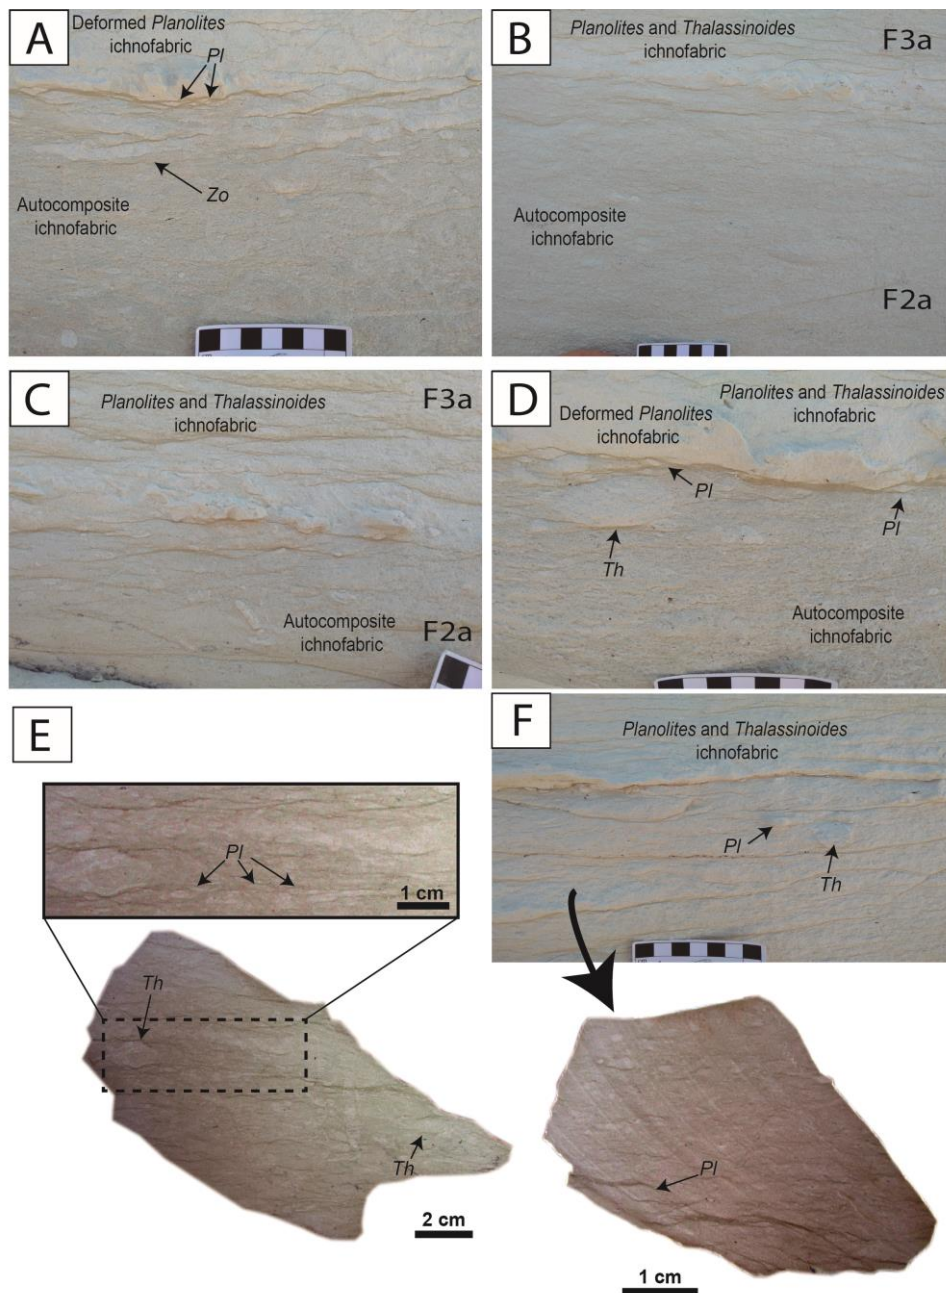 A
Deformed Planolites
ichnofabric
Pl
Zo
Autocomposite
ichnofabric
B
Planolites and Thalassinoides
ichnofabric
F3a
Autocomposite
ichnofabric
F2a
C
Planolites and Thalassinoides
ichnofabric
F3a
Autocomposite
ichnofabric
F2a
D
Planolites and Thalassinoides
ichnofabric
Deformed Planolites
ichnofabric
Pl
Pl
Th
Autocomposite
ichnofabric
E
Pl
1 cm
Th
Th
2 cm
F
Planolites and Thalassinoides
ichnofabric
Pl
Th
Pl
1 cm